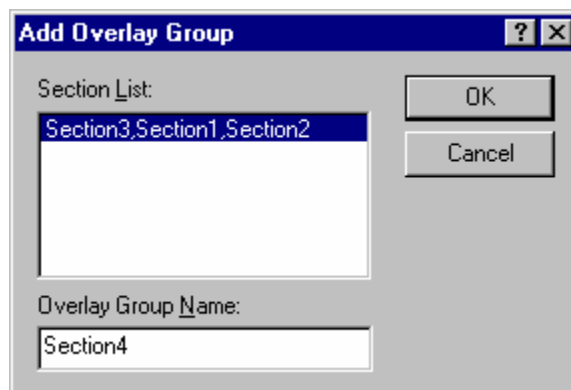 Add Overlay Group
Section List:
OK
Section3,Section1,Section2
Cancel
Overlay Group Name:
Section4